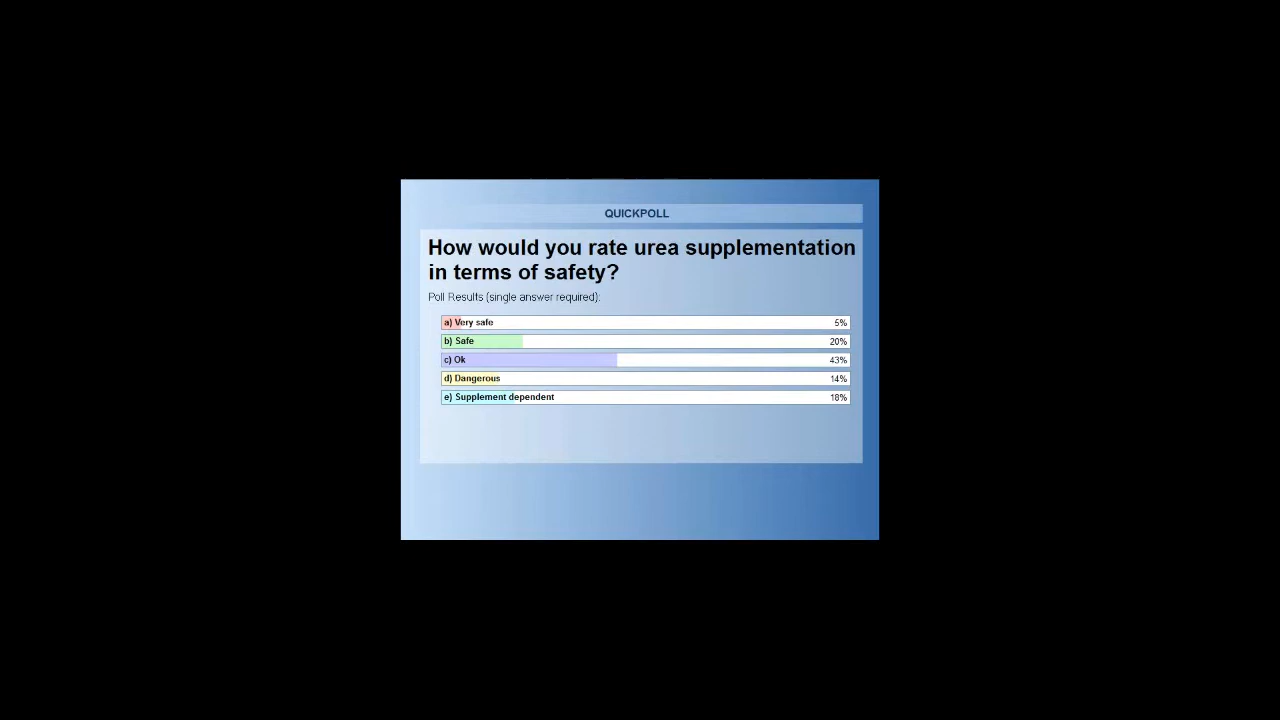 QUICKPOLL
How would you rate urea supplementation
in terms of safety?
Poll Results (single answer required):
a) Very safe 5%
b) Safe 20%
c) Ok 43%
d) Dangerous 14%
e) Supplement dependent 18%